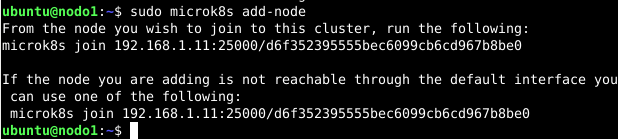 ubuntu@nodo1:~$ sudo microk8s add-node
From the node you wish to join to this cluster, run the following:
microk8s join 192.168.1.11:25000/d6f352395555bec6099cb6cd967b8be0

If the node you are adding is not reachable through the default interface you
 can use one of the following:
 microk8s join 192.168.1.11:25000/d6f352395555bec6099cb6cd967b8be0
ubuntu@nodo1:~$